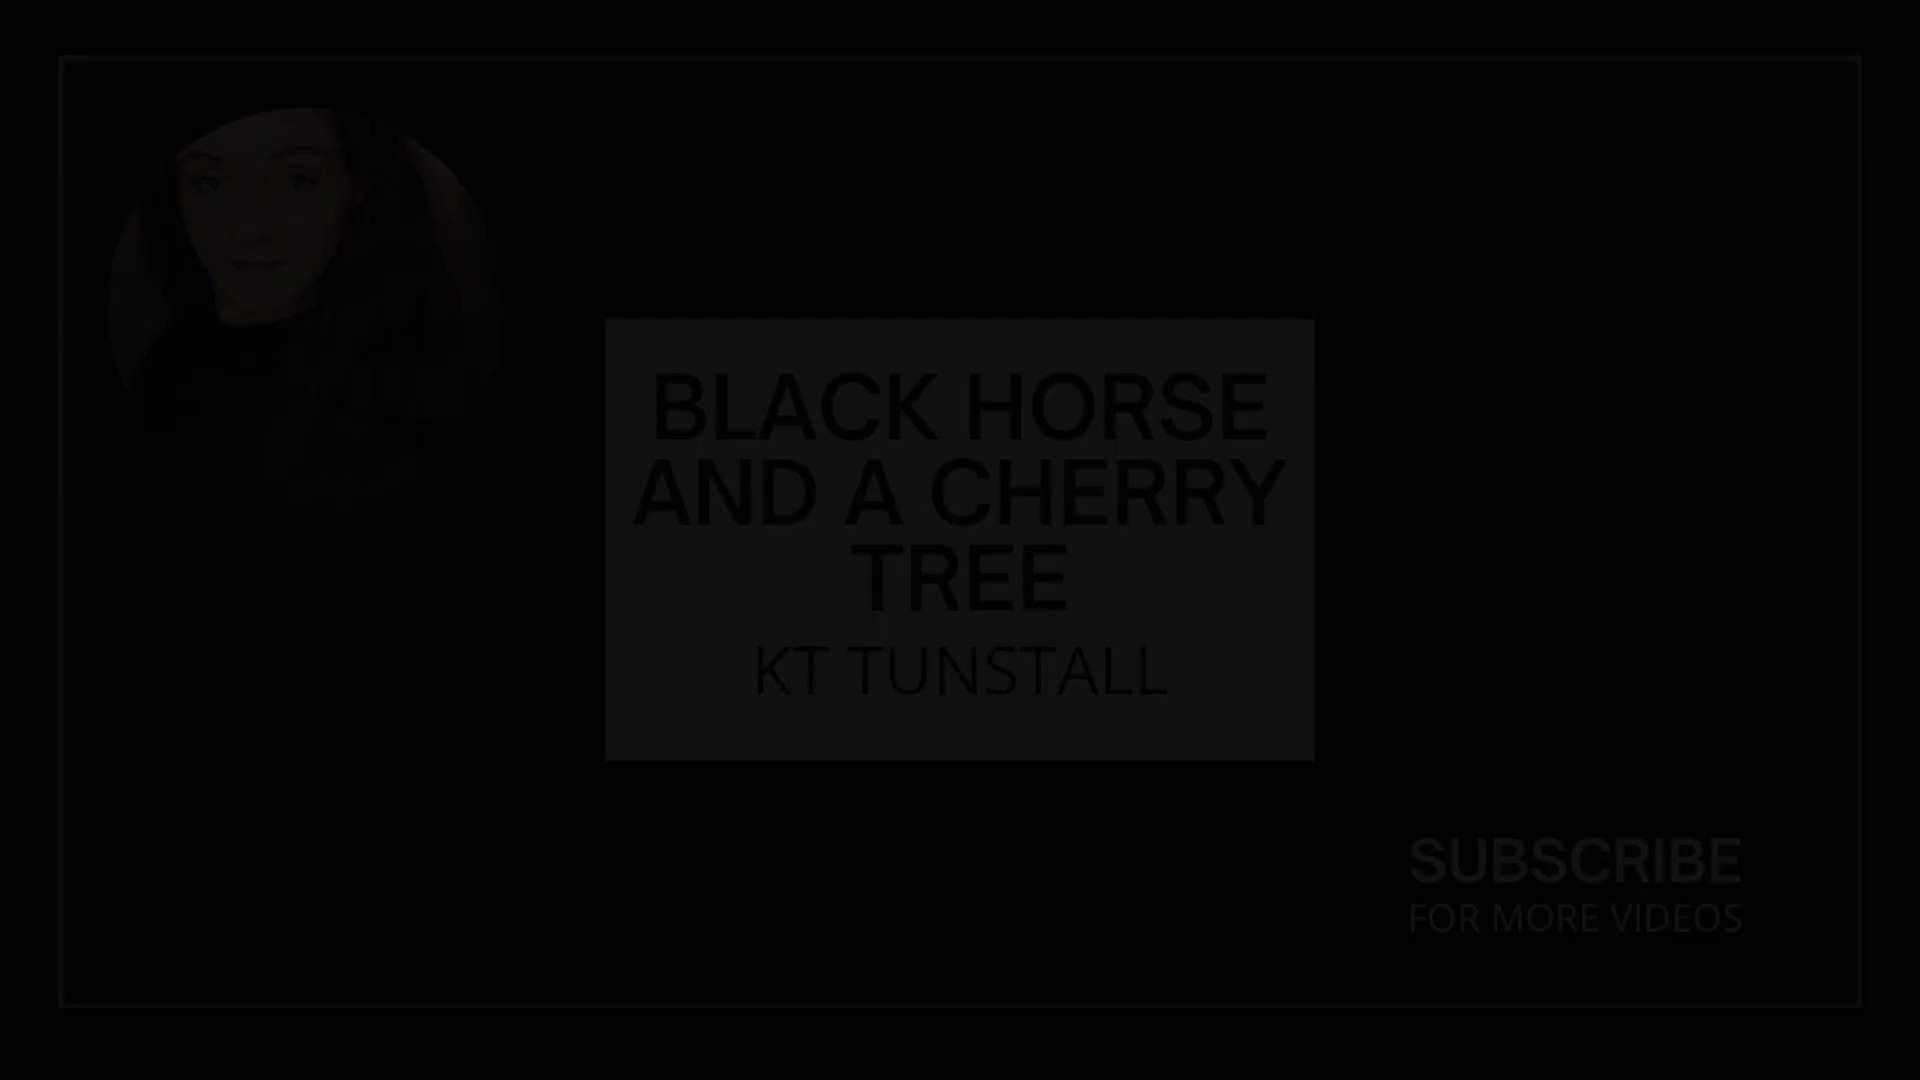 BLACK HORSE
AND A CHERRY
TREE
KT TUNSTALL
SUBSCRIBE
FOR MORE VIDEOS